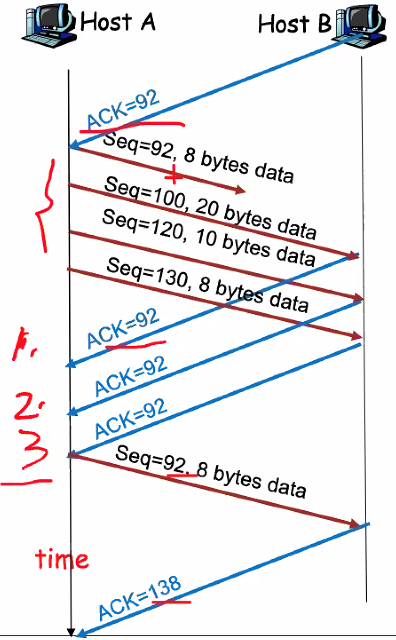 Host A
Host B
ACK=92
Seq=92, 8 bytes data
Seq=100, 20 bytes data
Seq=120, 10 bytes data
Seq=130, 8 bytes data
ACK=92
1.
ACK=92
2.
ACK=92
3
Seq=92, 8 bytes data
time
ACK=138